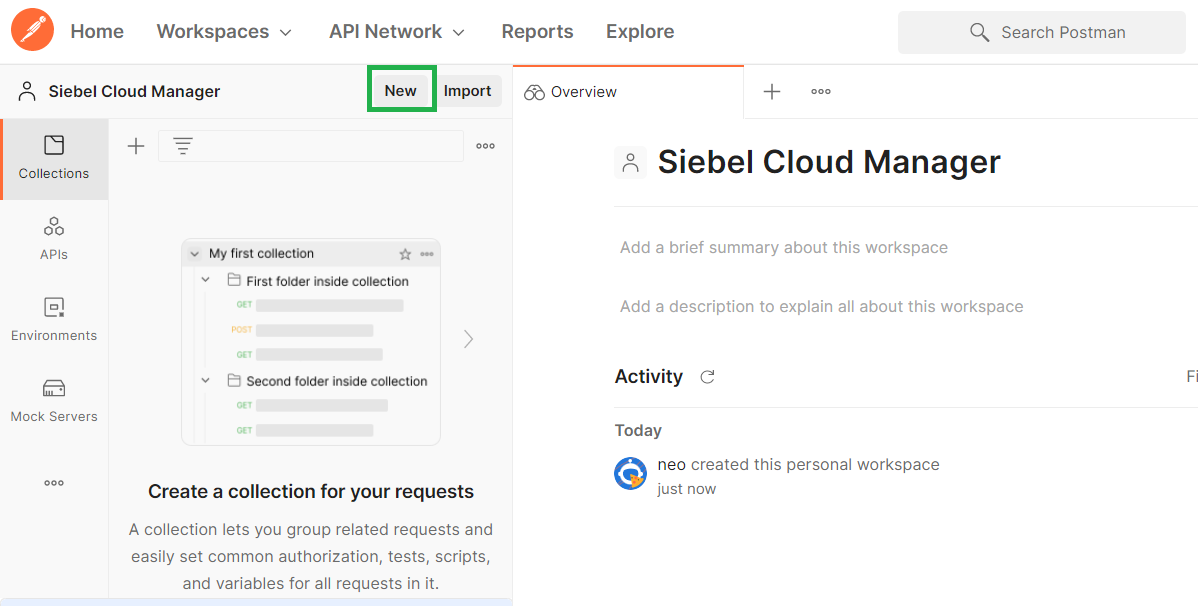 Home Workspaces API Network Reports Explore Search Postman
Siebel Cloud Manager New Import Overview
Collections
APIs
Environments
Mock Servers
My first collection
First folder inside collection
GET
POST
GET
Second folder inside collection
GET
GET
Create a collection for your requests
A collection lets you group related requests and
easily set common authorization, tests, scripts,
and variables for all requests in it.
Siebel Cloud Manager
Add a brief summary about this workspace
Add a description to explain all about this workspace
Activity Fi
Today
neo created this personal workspace
just now